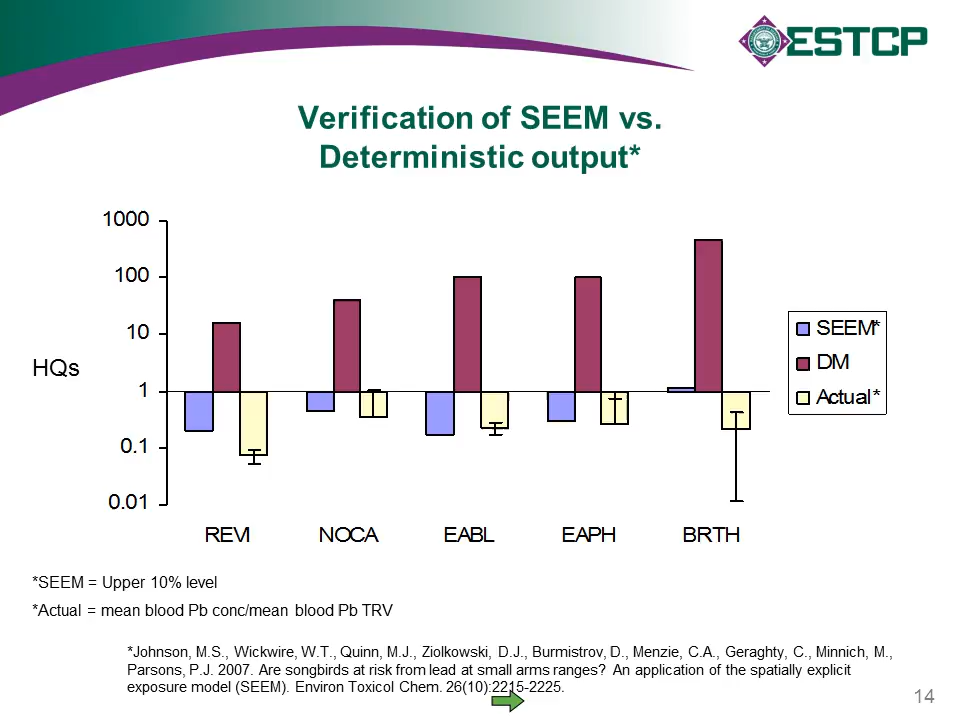 ESTCP
Verification of SEEM vs.
Deterministic output*
1000
100
10
1
0.1
0.01
HQs
SEEM*
DM
Actual*
REVI
NOCA
EABL
EAPH
BRTH
*SEEM = Upper 10% level
*Actual = mean blood Pb conc/mean blood Pb TRV
*Johnson, M.S., Wickwire, W.T., Quinn, M.J., Ziolkowski, D.J., Burmistrov, D., Menzie, C.A., Geraghty, C., Minnich, M.,
Parsons, P.J. 2007. Are songbirds at risk from lead at small arms ranges? An application of the spatially explicit
exposure model (SEEM). Environ Toxicol Chem. 26(10):2215-2225.
14